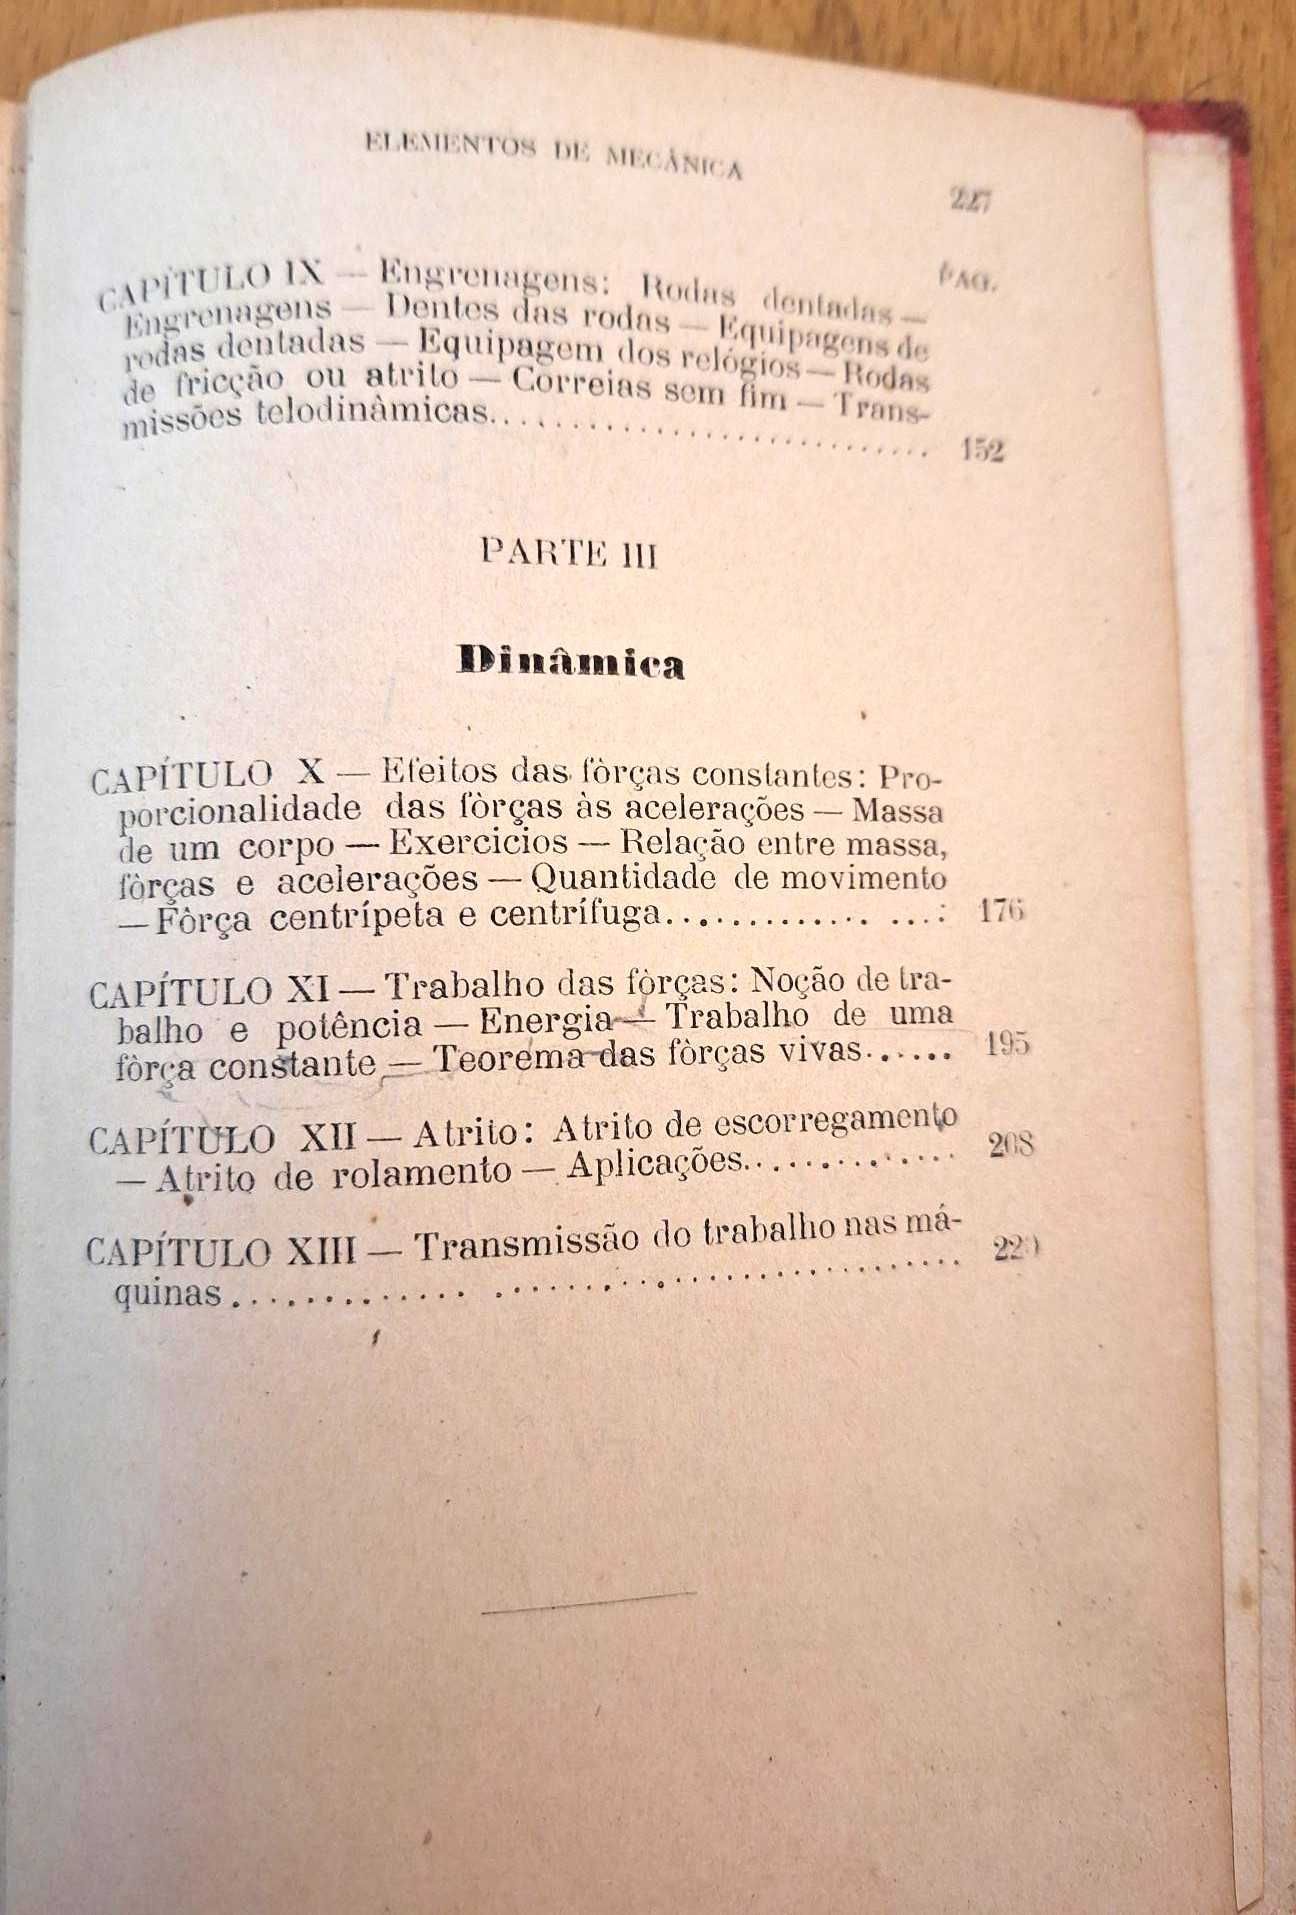 ELEMENTOS DE MECÂNICA
227
PAG.
CAPÍTULO IX — Engrenagens: Rodas dentadas —
Engrenagens — Dentes das rodas — Equipagens de
rodas dentadas — Equipagem dos relógios — Rodas
de fricção ou atrito — Correias sem fim — Trans-
missões telodinâmicas. . . . . . . . . . . . . . . . . . . . . . . . . . 152
PARTE III
Dinâmica
CAPÍTULO X — Efeitos das fôrças constantes: Pro-
porcionalidade das fôrças às acelerações — Massa
de um corpo — Exercicios — Relação entre massa,
fôrças e acelerações — Quantidade de movimento
— Fôrça centrípeta e centrífuga. . . . . . . . . . . . . . . . : 176
CAPÍTULO XI — Trabalho das fôrças: Noção de tra-
balho e potência — Energia — Trabalho de uma
fôrça constante — Teorema das fôrças vivas. . . . . . 195
CAPÍTULO XII — Atrito: Atrito de escorregamento
— Atrito de rolamento — Aplicações. . . . . . . . . . . . . 208
CAPÍTULO XIII — Transmissão do trabalho nas má-
quinas . . . . . . . . . . . . . . . . . . . . . . . . . . . . . . . . . . . . . .